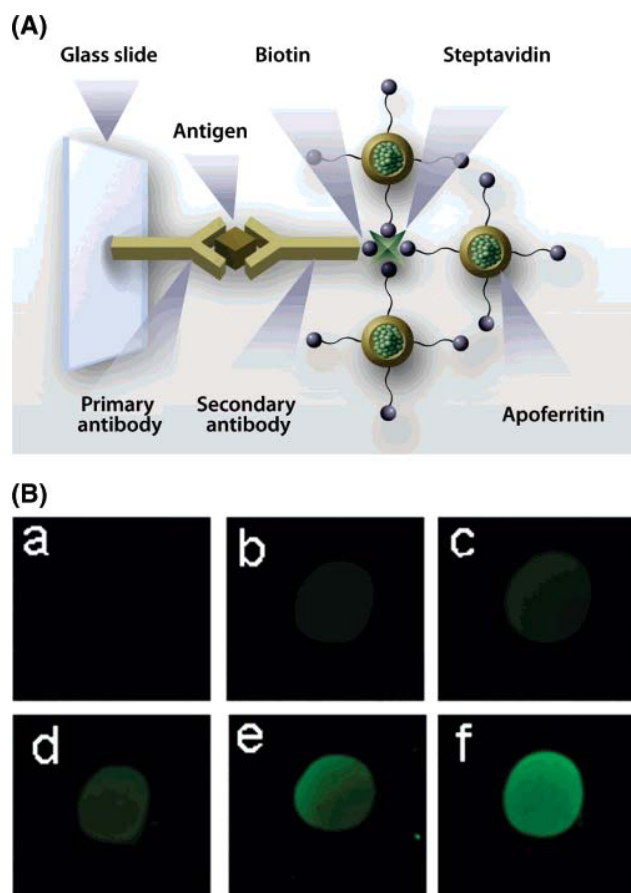 (A)
Glass slide
Biotin
Steptavidin
Antigen
Primary
antibody
Secondary
antibody
Apoferritin
(B)
a
b
c
d
e
f